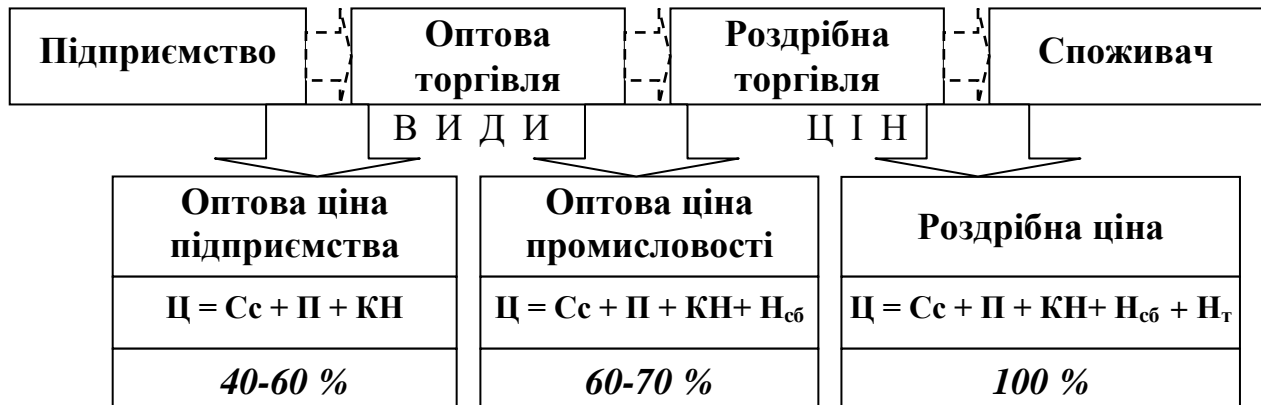 Підприємство
Оптова
торгівля
Роздрібна
торгівля
Споживач
В И Д И Ц І Н
Оптова ціна
підприємства
Оптова ціна
промисловості
Роздрібна ціна
Ц = Сс + П + КН
Ц = Сс + П + КН+ Нсб
Ц = Сс + П + КН+ Нсб + Нт
40-60 %
60-70 %
100 %